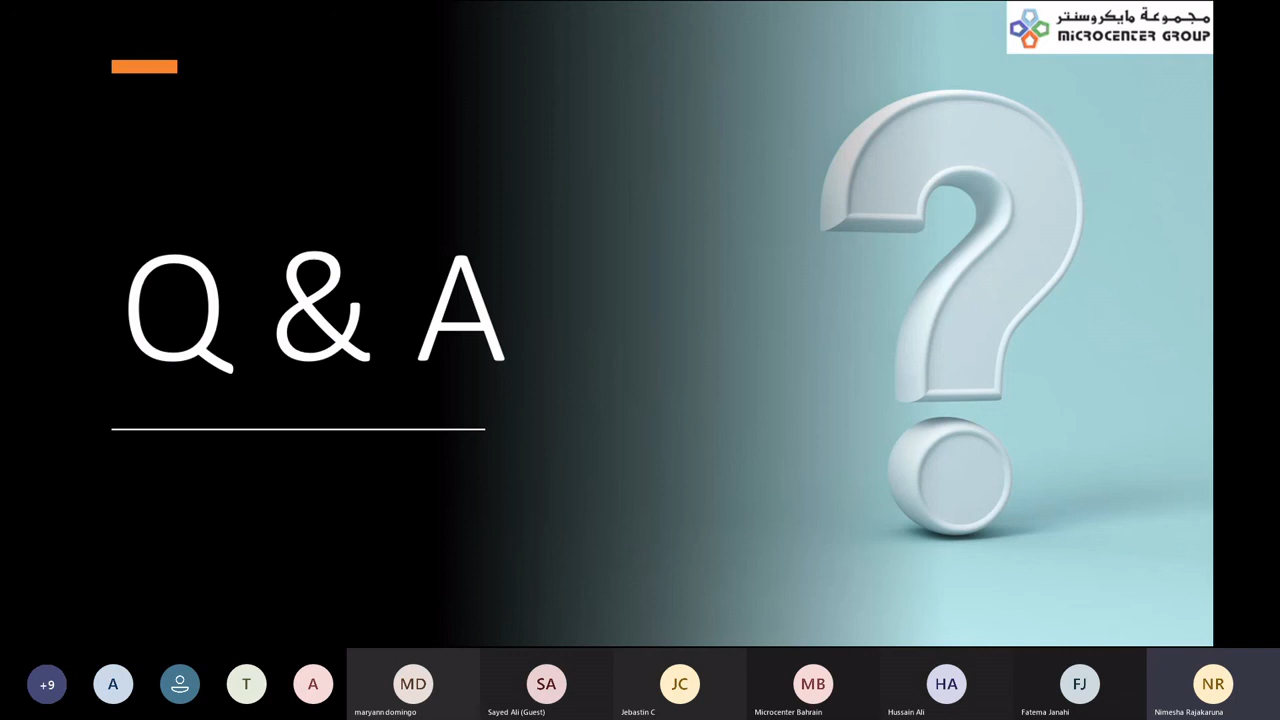 مجموعة مايكروسنتر
MICROCENTER GROUP
Q & A
+9
A
T
A
MD
SA
JC
MB
HA
FJ
NR
maryann domingo
Sayed Ali (Guest)
Jebastin C
Microcenter Bahrain
Hussain Ali
Fatema Janahi
Nimesha Rajakaruna